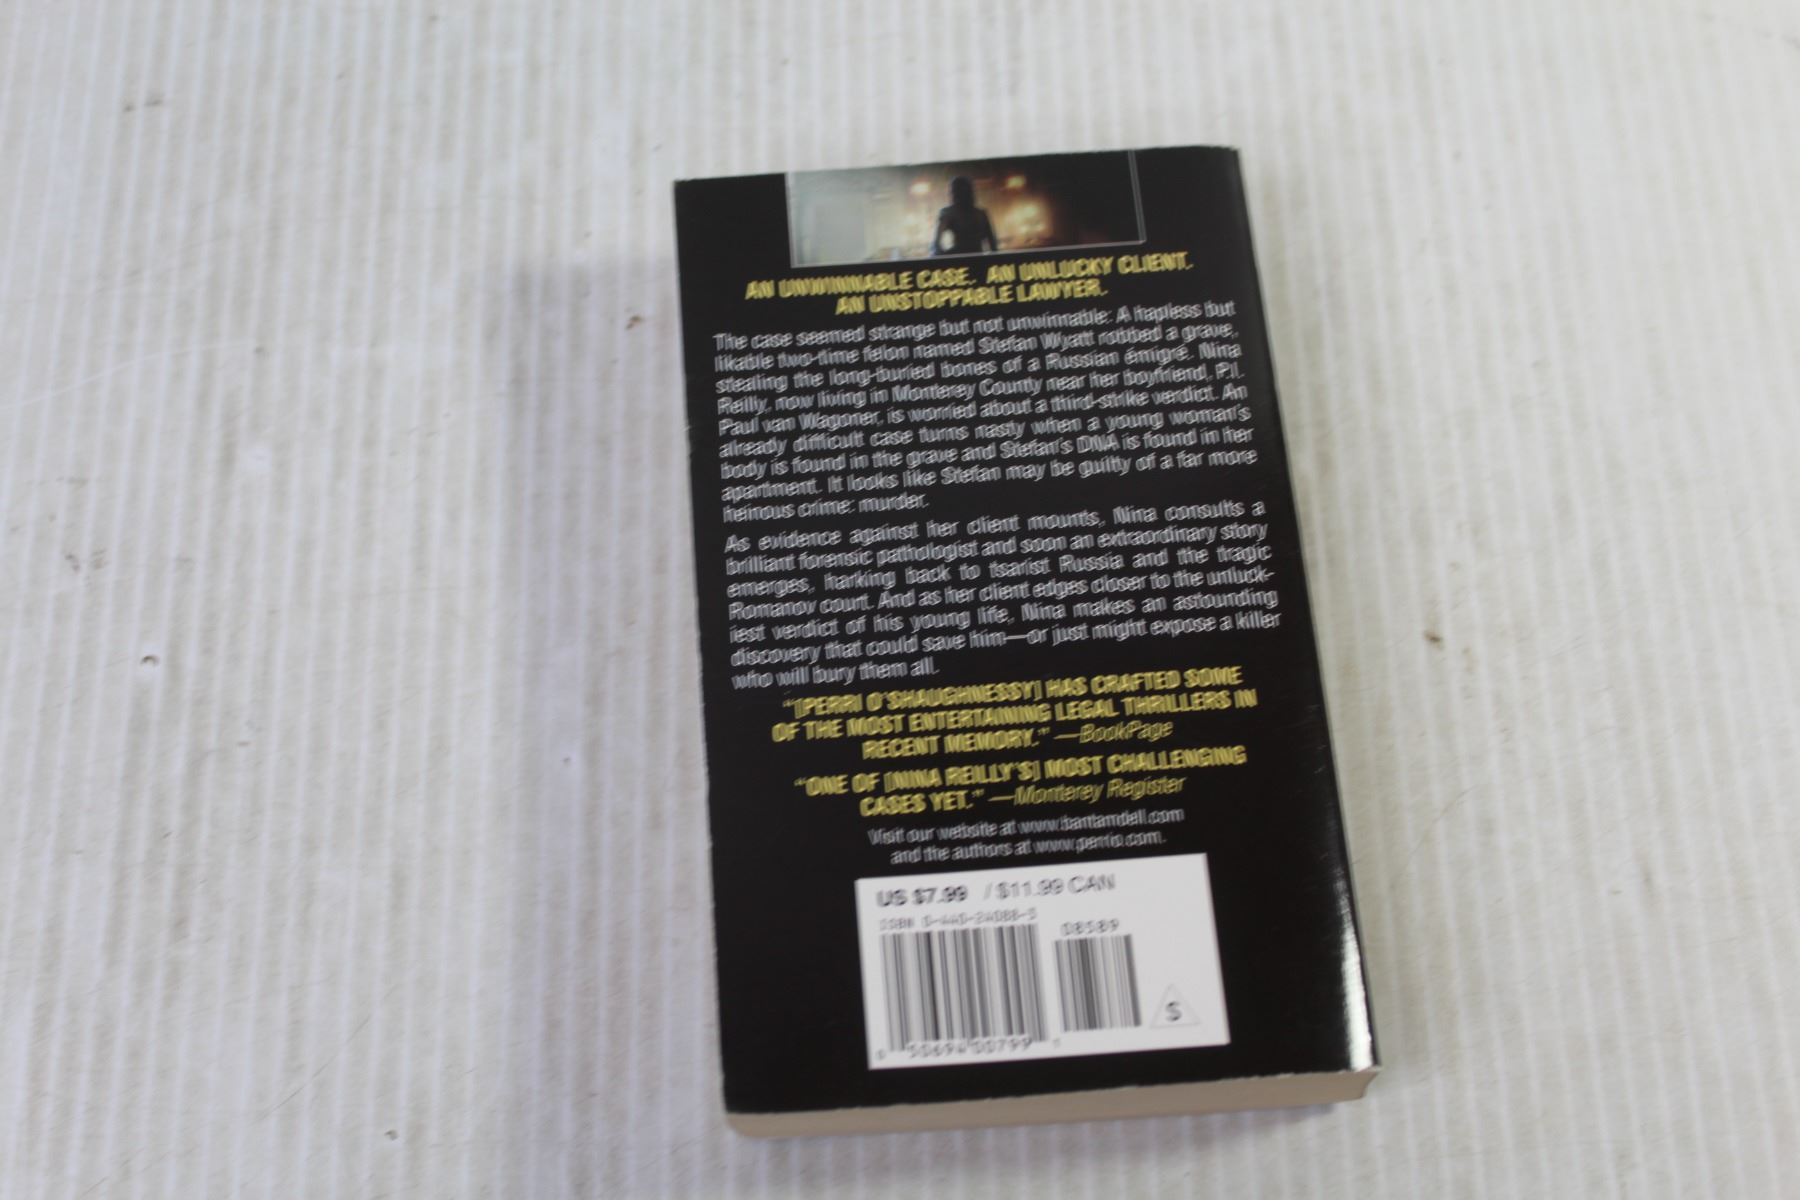 AN UNWINNABLE CASE. AN UNLUCKY CLIENT.
AN UNSTOPPABLE LAWYER.
The case seemed strange but not unwinnable: A hapless but
likable two-time felon named Stefan Wyatt robbed a grave,
stealing the long-buried bones of a Russian émigré. Nina
Reilly, now living in Monterey County near her boyfriend, P.I.
Paul van Wagoner, is worried about a third-strike verdict. An
already difficult case turns nasty when a young woman's
body is found in the grave and Stefan's DNA is found in her
apartment. It looks like Stefan may be guilty of a far more
heinous crime: murder.
As evidence against her client mounts, Nina consults a
brilliant forensic pathologist and soon an extraordinary story
emerges, harking back to tsarist Russia and the tragic
Romanov court. And as her client edges closer to the unluck-
iest verdict of his young life, Nina makes an astounding
discovery that could save him—or just might expose a killer
who will bury them all.
"[PERRI O'SHAUGHNESSY] HAS CRAFTED SOME
OF THE MOST ENTERTAINING LEGAL THRILLERS IN
RECENT MEMORY." —BookPage
"ONE OF [NINA REILLY'S] MOST CHALLENGING
CASES YET." —Monterey Register
Visit our website at www.bantamdell.com
and the authors at www.perrio.com.
US $7.99 / $11.99 CAN
ISBN 0-440-24088-5
08589
S
0 50694 00799 1